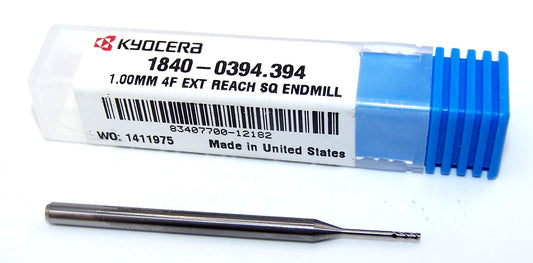 KYOCERA
1840-0394.394
1.00MM 4F EXT REACH SQ ENDMILL
83407700-12182
WO: 1411975 Made in United States